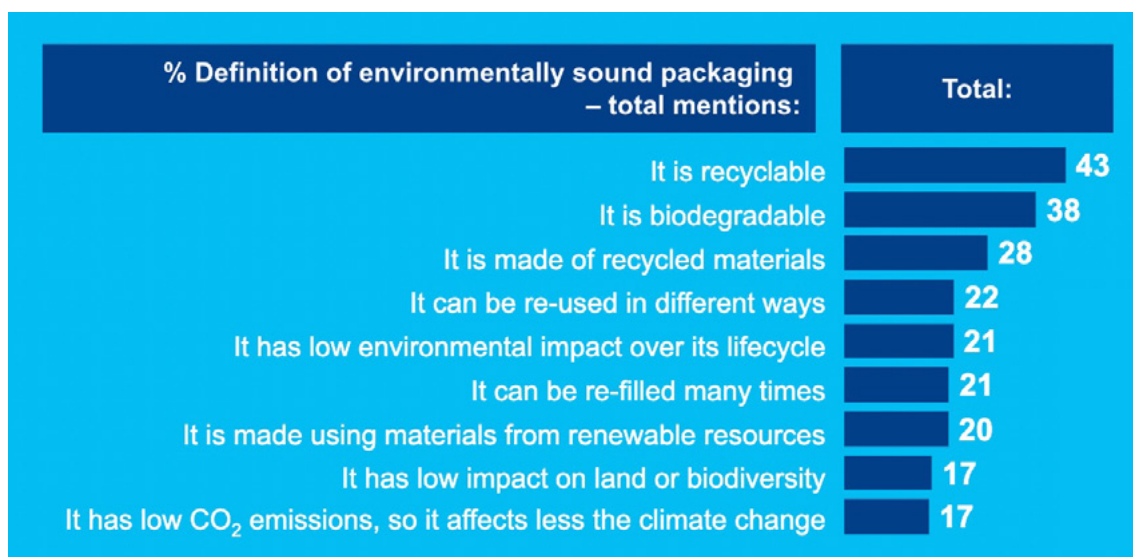 % Definition of environmentally sound packaging
– total mentions:
Total:
It is recyclable 43
It is biodegradable 38
It is made of recycled materials 28
It can be re-used in different ways 22
It has low environmental impact over its lifecycle 21
It can be re-filled many times 21
It is made using materials from renewable resources 20
It has low impact on land or biodiversity 17
It has low CO₂ emissions, so it affects less the climate change 17